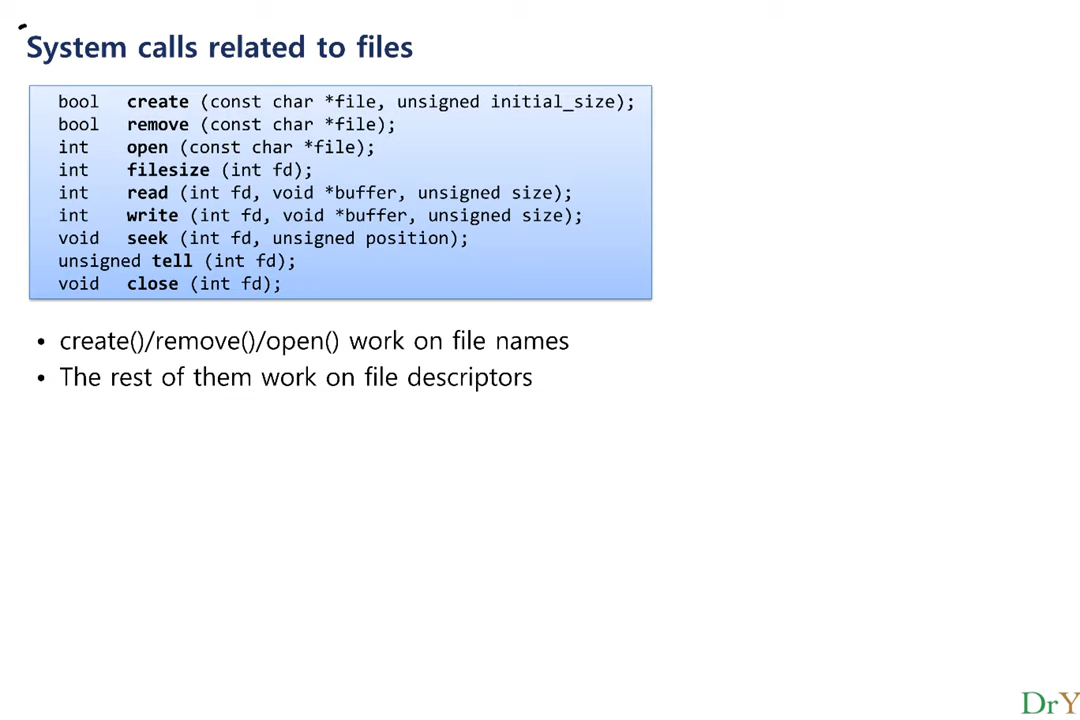 System calls related to files
bool create (const char *file, unsigned initial_size);
bool remove (const char *file);
int open (const char *file);
int filesize (int fd);
int read (int fd, void *buffer, unsigned size);
int write (int fd, void *buffer, unsigned size);
void seek (int fd, unsigned position);
unsigned tell (int fd);
void close (int fd);
• create()/remove()/open() work on file names
• The rest of them work on file descriptors
DrY